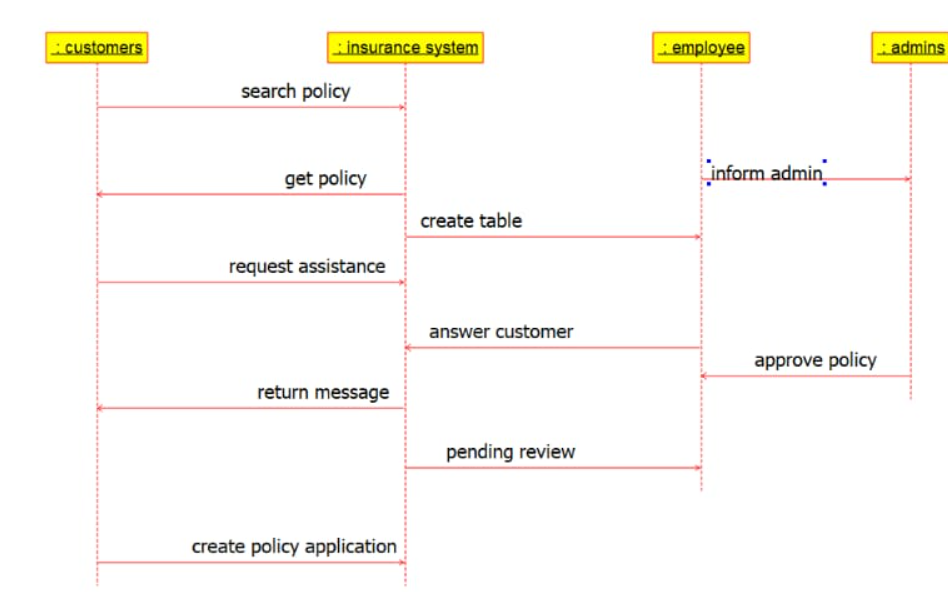 : customers
: insurance system
: employee
: admins
search policy
inform admin
get policy
create table
request assistance
answer customer
approve policy
return message
pending review
create policy application